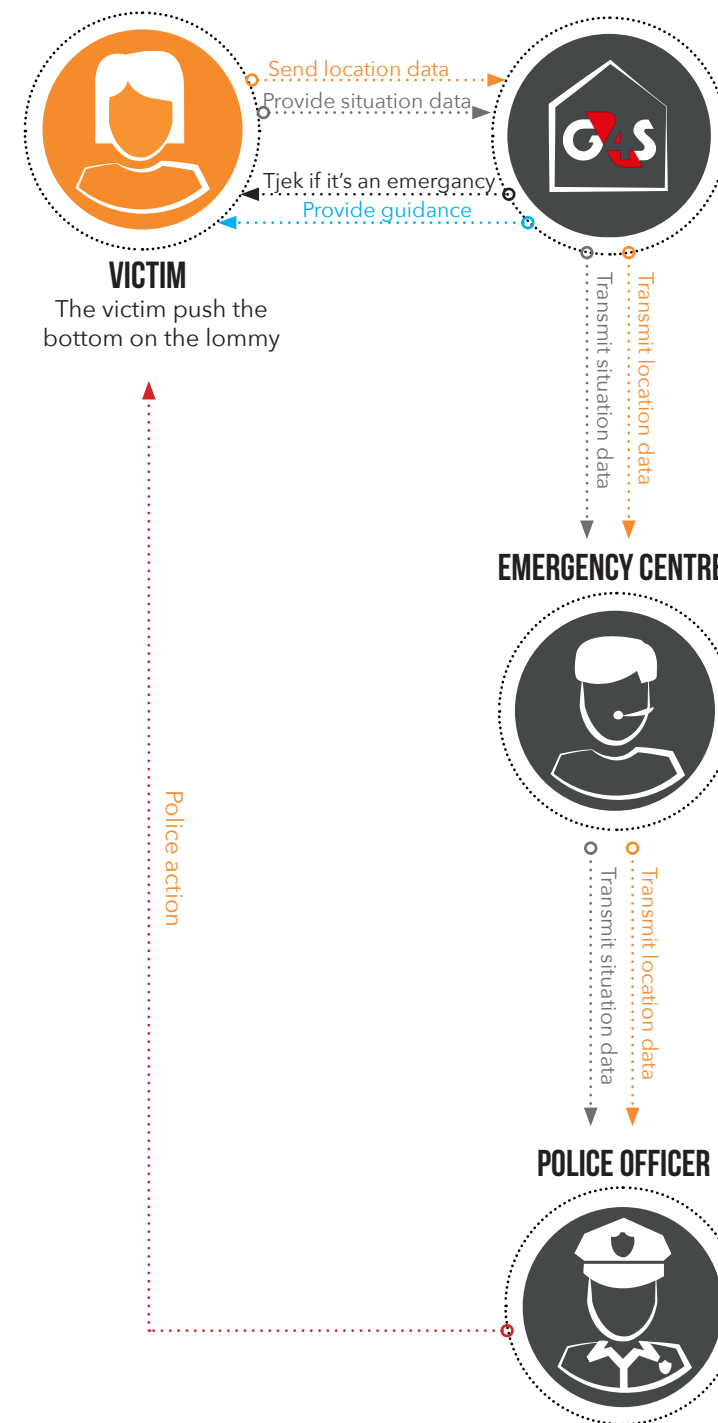 Send location data
Provide situation data
G4S
Tjek if it's an emergancy
Provide guidance
VICTIM
The victim push the
bottom on the lommy
Transmit situation data
Transmit location data
EMERGENCY CENTRE
Police action
Transmit situation data
Transmit location data
POLICE OFFICER